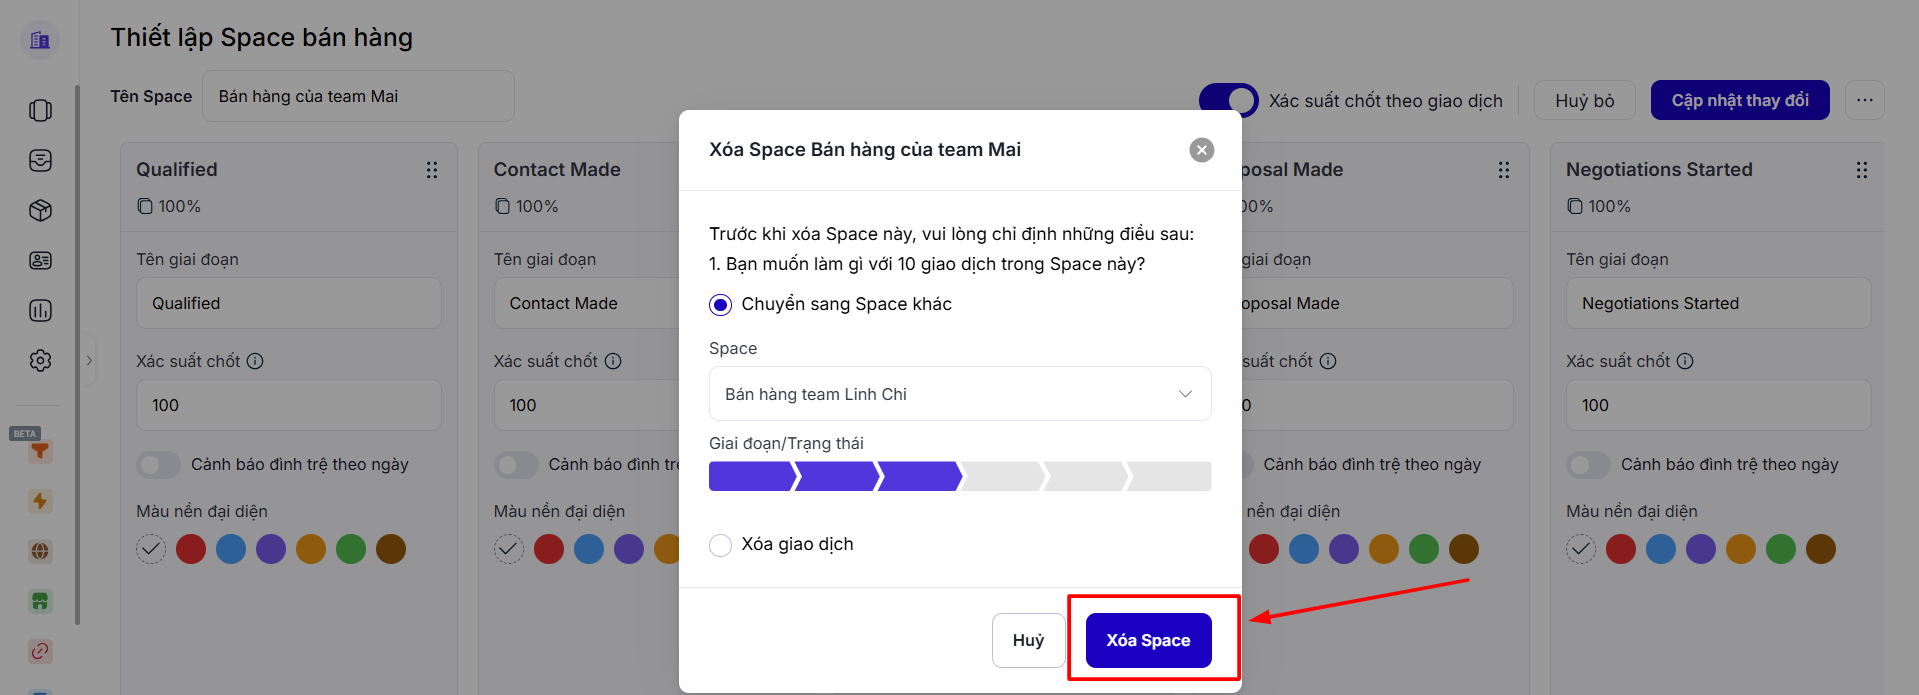 Thiết lập Space bán hàng
Tên Space
Bán hàng của team Mai
Xác suất chốt theo giao dịch
Huỷ bỏ
Cập nhật thay đổi
...
Qualified
100%
Tên giai đoạn
Qualified
Xác suất chốt
100
Cảnh báo đình trệ theo ngày
Màu nền đại diện
Contact Made
100%
Tên giai đoạn
Contact Made
Xác suất chốt
100
Cảnh báo đình trệ
Màu nền đại diện
Xóa Space Bán hàng của team Mai
Trước khi xóa Space này, vui lòng chỉ định những điều sau:
1. Bạn muốn làm gì với 10 giao dịch trong Space này?
Chuyển sang Space khác
Space
Bán hàng team Linh Chi
Giai đoạn/Trạng thái
Xóa giao dịch
Huỷ
Xóa Space
posal Made
00%
giai đoạn
oposal Made
suất chốt
0
nền đại diện
Negotiations Started
100%
Tên giai đoạn
Negotiations Started
Xác suất chốt
100
Cảnh báo đình trệ theo ngày
Cảnh báo đình trệ theo ngày
Màu nền đại diện
BETA